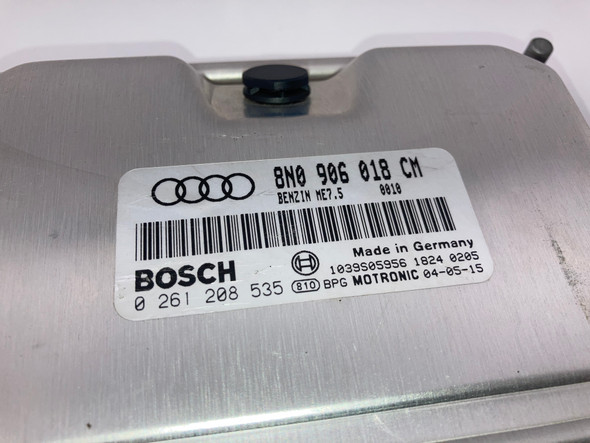 8N0 906 018 CM
BENZIN ME7.5 0010
Made in Germany
BOSCH 1039S05956 1824 0205
0 261 208 535 810 BPG MOTRONIC 04-05-15